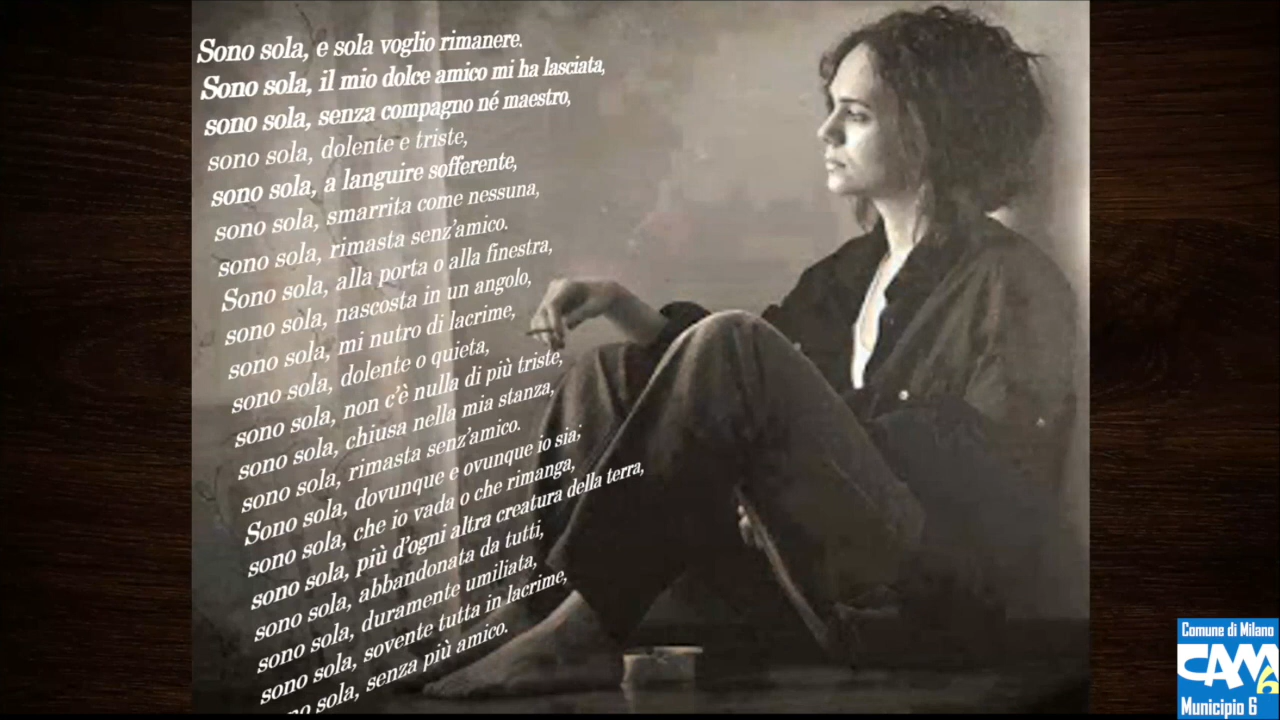 Sono sola, e sola voglio rimanere.
Sono sola, il mio dolce amico mi ha lasciata,
sono sola, senza compagno né maestro,
sono sola, dolente e triste,
sono sola, a languire sofferente,
sono sola, smarrita come nessuna,
sono sola, rimasta senz'amico.
Sono sola, alla porta o alla finestra,
sono sola, nascosta in un angolo,
sono sola, mi nutro di lacrime,
sono sola, dolente o quieta,
sono sola, non c'è nulla di più triste,
sono sola, chiusa nella mia stanza,
sono sola, rimasta senz'amico.
Sono sola, dovunque e ovunque io sia;
sono sola, che io vada o che rimanga,
sono sola, più d'ogni altra creatura della terra,
sono sola, abbandonata da tutti,
sono sola, duramente umiliata,
sono sola, sovente tutta in lacrime,
no sola, senza più amico.
Comune di Milano
CAM
6
Municipio 6